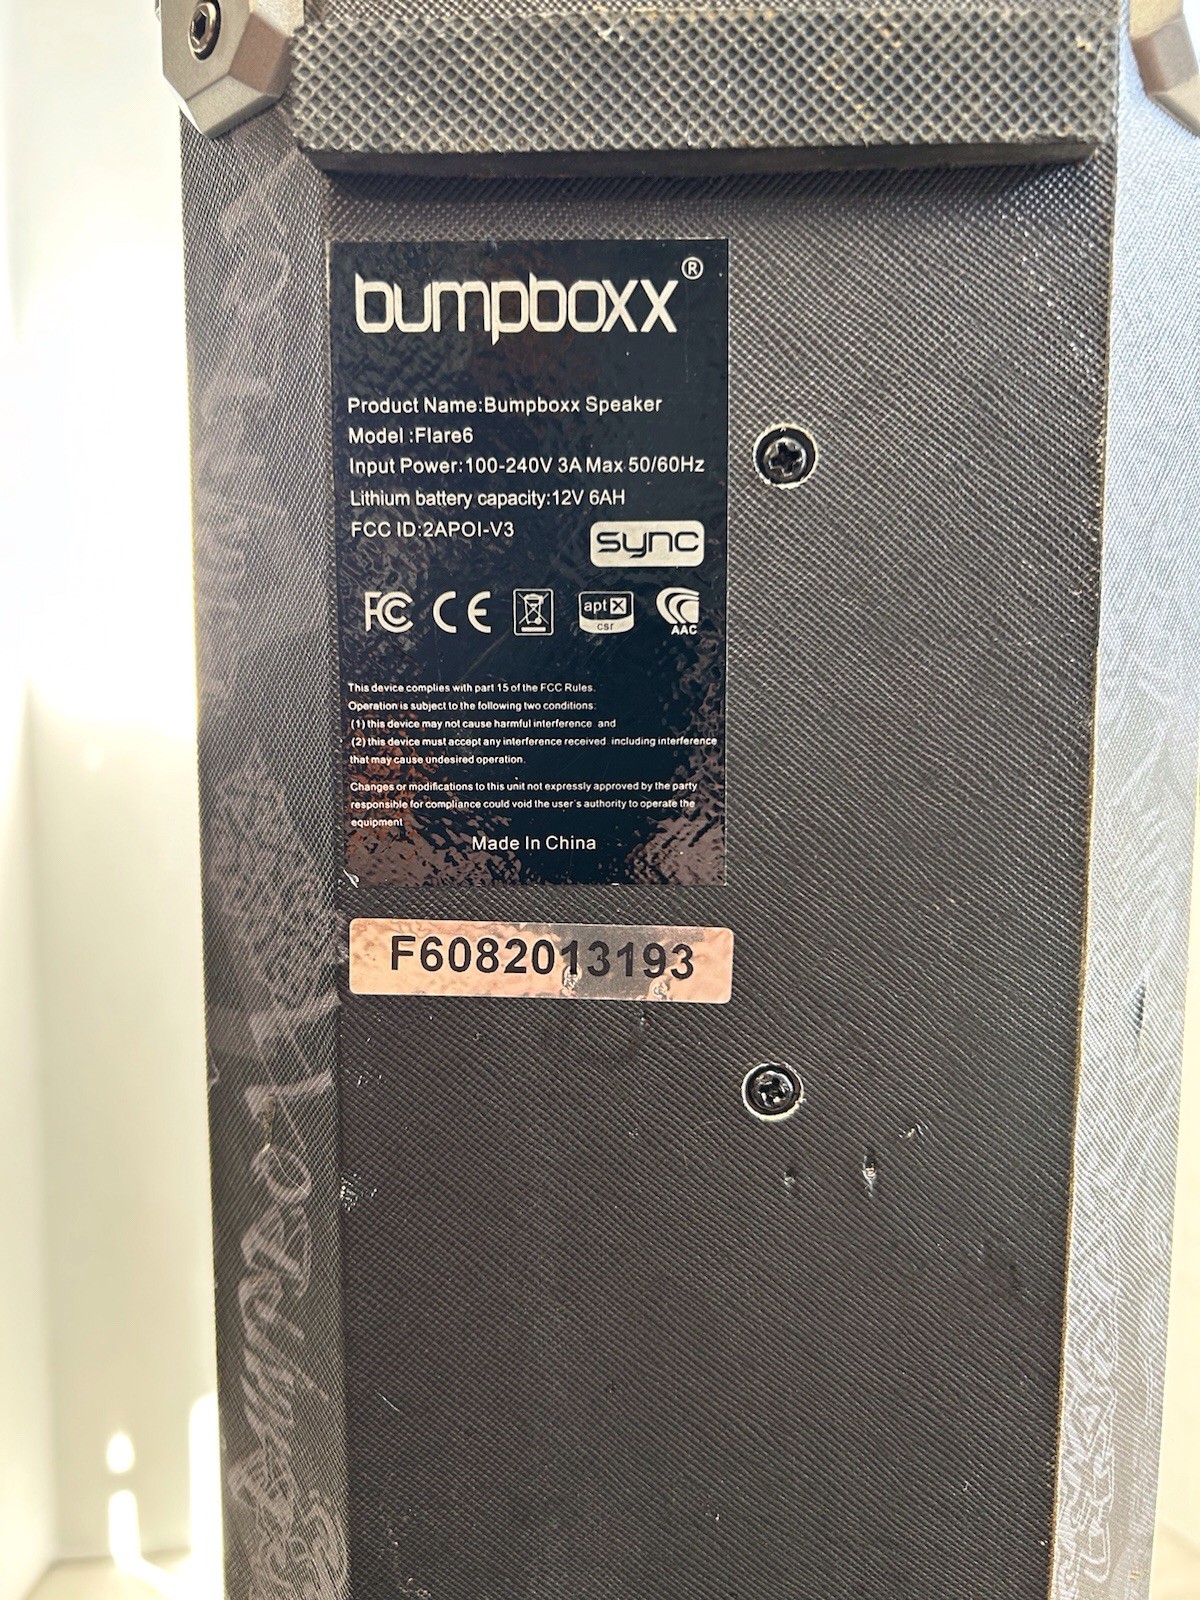 bumpboxx®
Product Name:Bumpboxx Speaker
Model :Flare6
Input Power:100-240V 3A Max 50/60Hz
Lithium battery capacity:12V 6AH
FCC ID:2APOI-V3
sync
FC CE aptX csr AAC
This device complies with part 15 of the FCC Rules.
Operation is subject to the following two conditions:
(1) this device may not cause harmful interference and
(2) this device must accept any interference received including interference
that may cause undesired operation.
Changes or modifications to this unit not expressly approved by the party
responsible for compliance could void the user's authority to operate the
equipment
Made In China
F6082013193